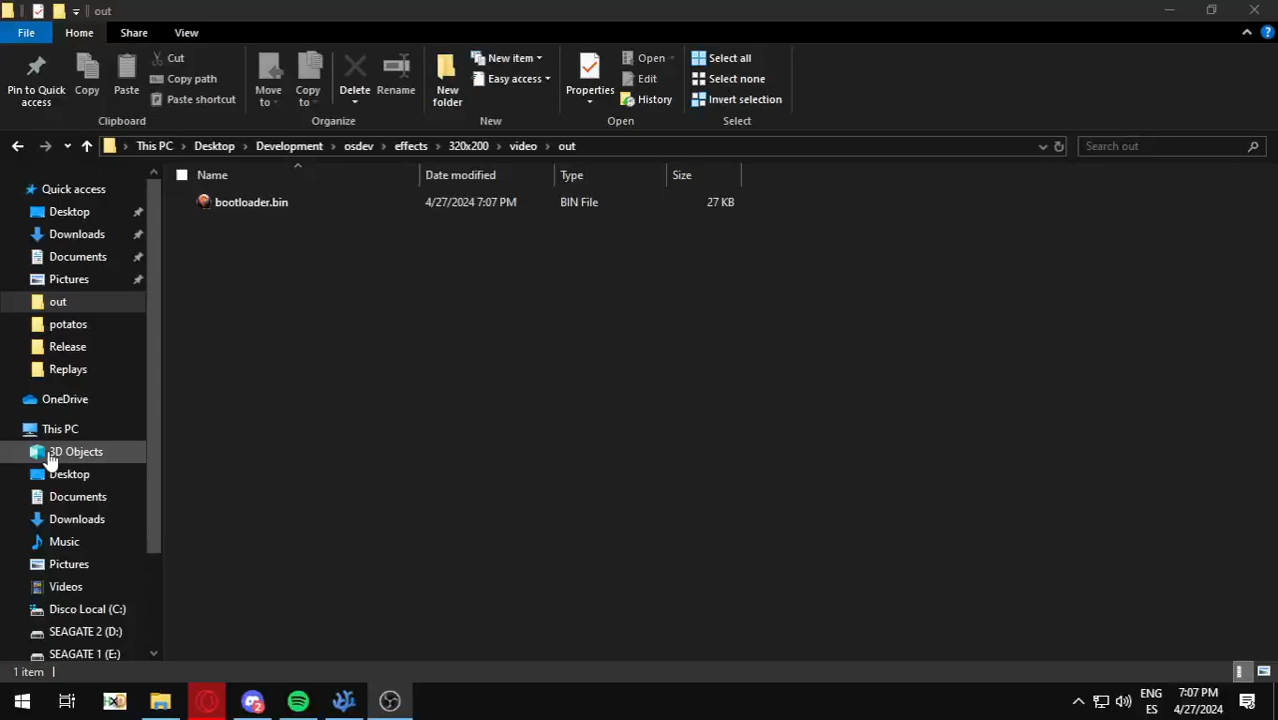 out
File Home Share View
Pin to Quick access
Copy
Paste
Cut
Copy path
Paste shortcut
Clipboard
Move to
Copy to
Delete
Rename
Organize
New folder
New item
Easy access
New
Properties
Open
Edit
History
Open
Select all
Select none
Invert selection
Select
This PC > Desktop > Development > osdev > effects > 320x200 > video > out
Search out
Name Date modified Type Size
bootloader.bin 4/27/2024 7:07 PM BIN File 27 KB
Quick access
Desktop
Downloads
Documents
Pictures
out
potatos
Release
Replays
OneDrive
This PC
3D Objects
Desktop
Documents
Downloads
Music
Pictures
Videos
Disco Local (C:)
SEAGATE 2 (D:)
SEAGATE 1 (E:)
1 item
2
ENG
ES
7:07 PM
4/27/2024